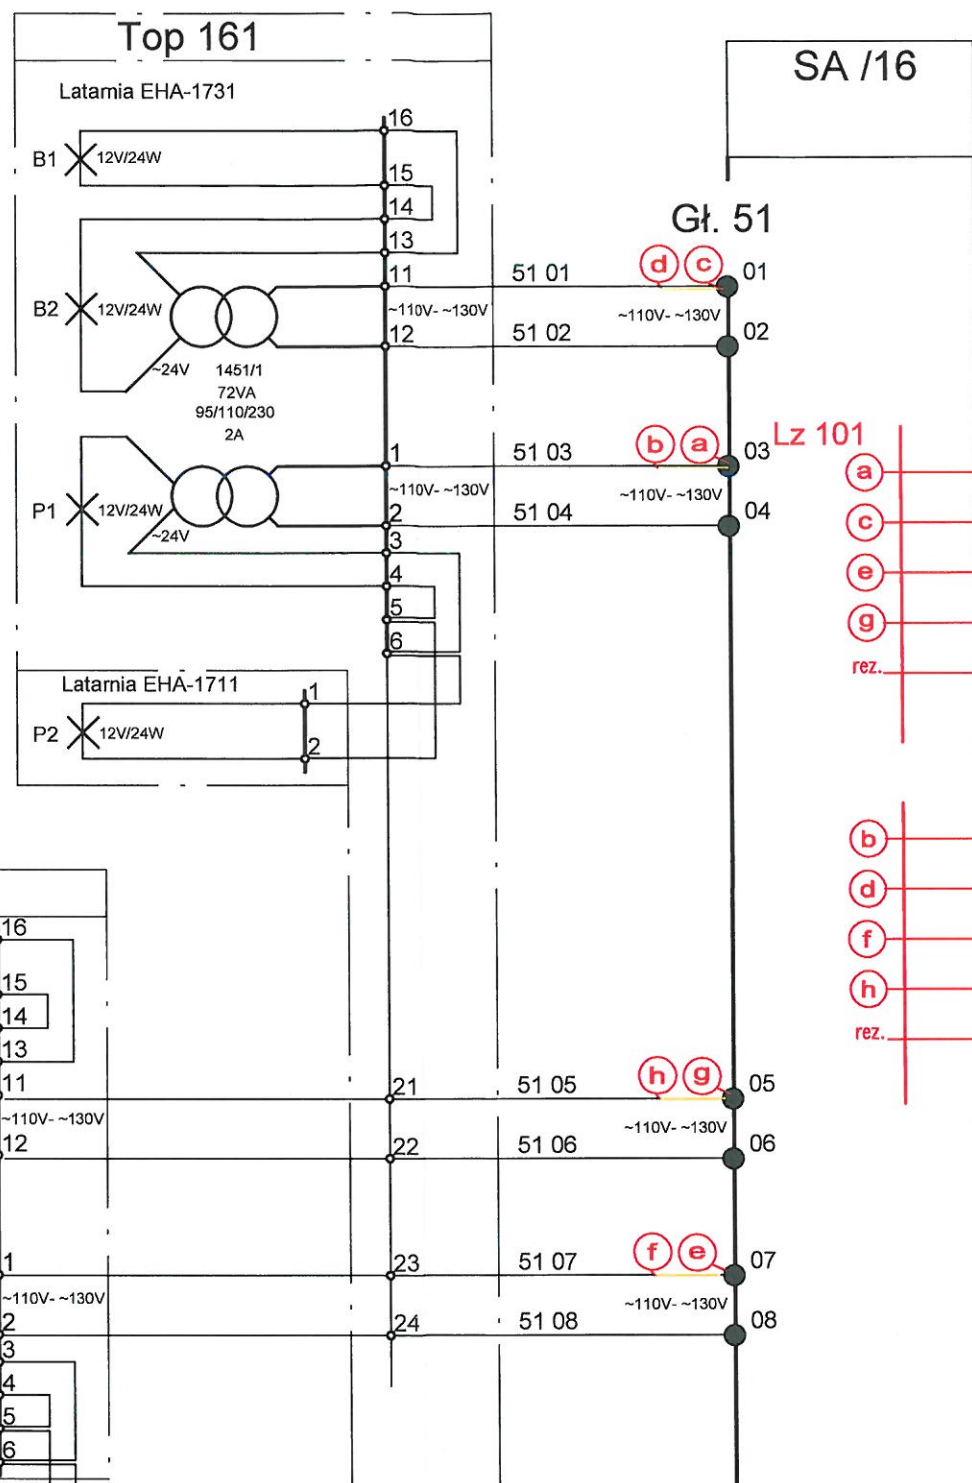 Top 161
SA /16
Latarnia EHA-1731
16
B1
12V/24W
15
14
Gł. 51
13
d c 01
11
51 01
B2
12V/24W
~110V- ~130V
~110V- ~130V
12
51 02
02
~24V
1451/1
72VA
95/110/230
2A
Lz 101
1
51 03
b a 03
a
~110V- ~130V
~110V- ~130V
P1
12V/24W
2
51 04
04
c
~24V
3
4
e
5
g
6
rez.
Latarnia EHA-1711
1
P2
12V/24W
2
b
d
16
f
15
h
14
rez.
13
11
21
51 05
h g 05
~110V- ~130V
~110V- ~130V
12
22
51 06
06
1
23
51 07
f e 07
~110V- ~130V
~110V- ~130V
2
24
51 08
08
3
4
5
6